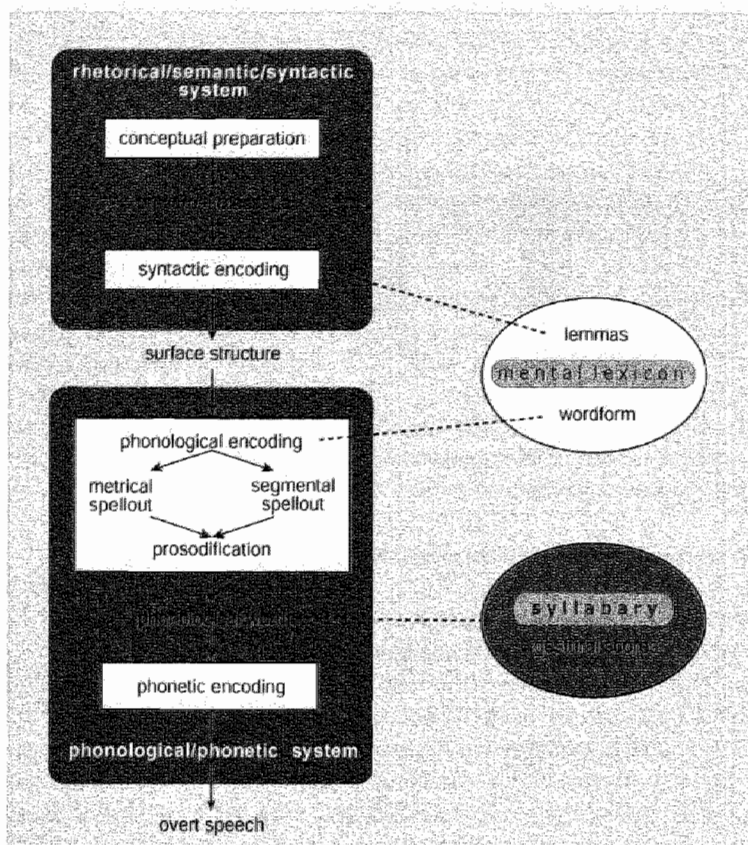 rhetorical/semantic/syntactic
system
conceptual preparation
syntactic encoding
surface structure
lemmas
mental lexicon
wordform
phonological encoding
metrical
spellout
segmental
spellout
prosodification
syllabary
phonetic encoding
phonological/phonetic system
overt speech